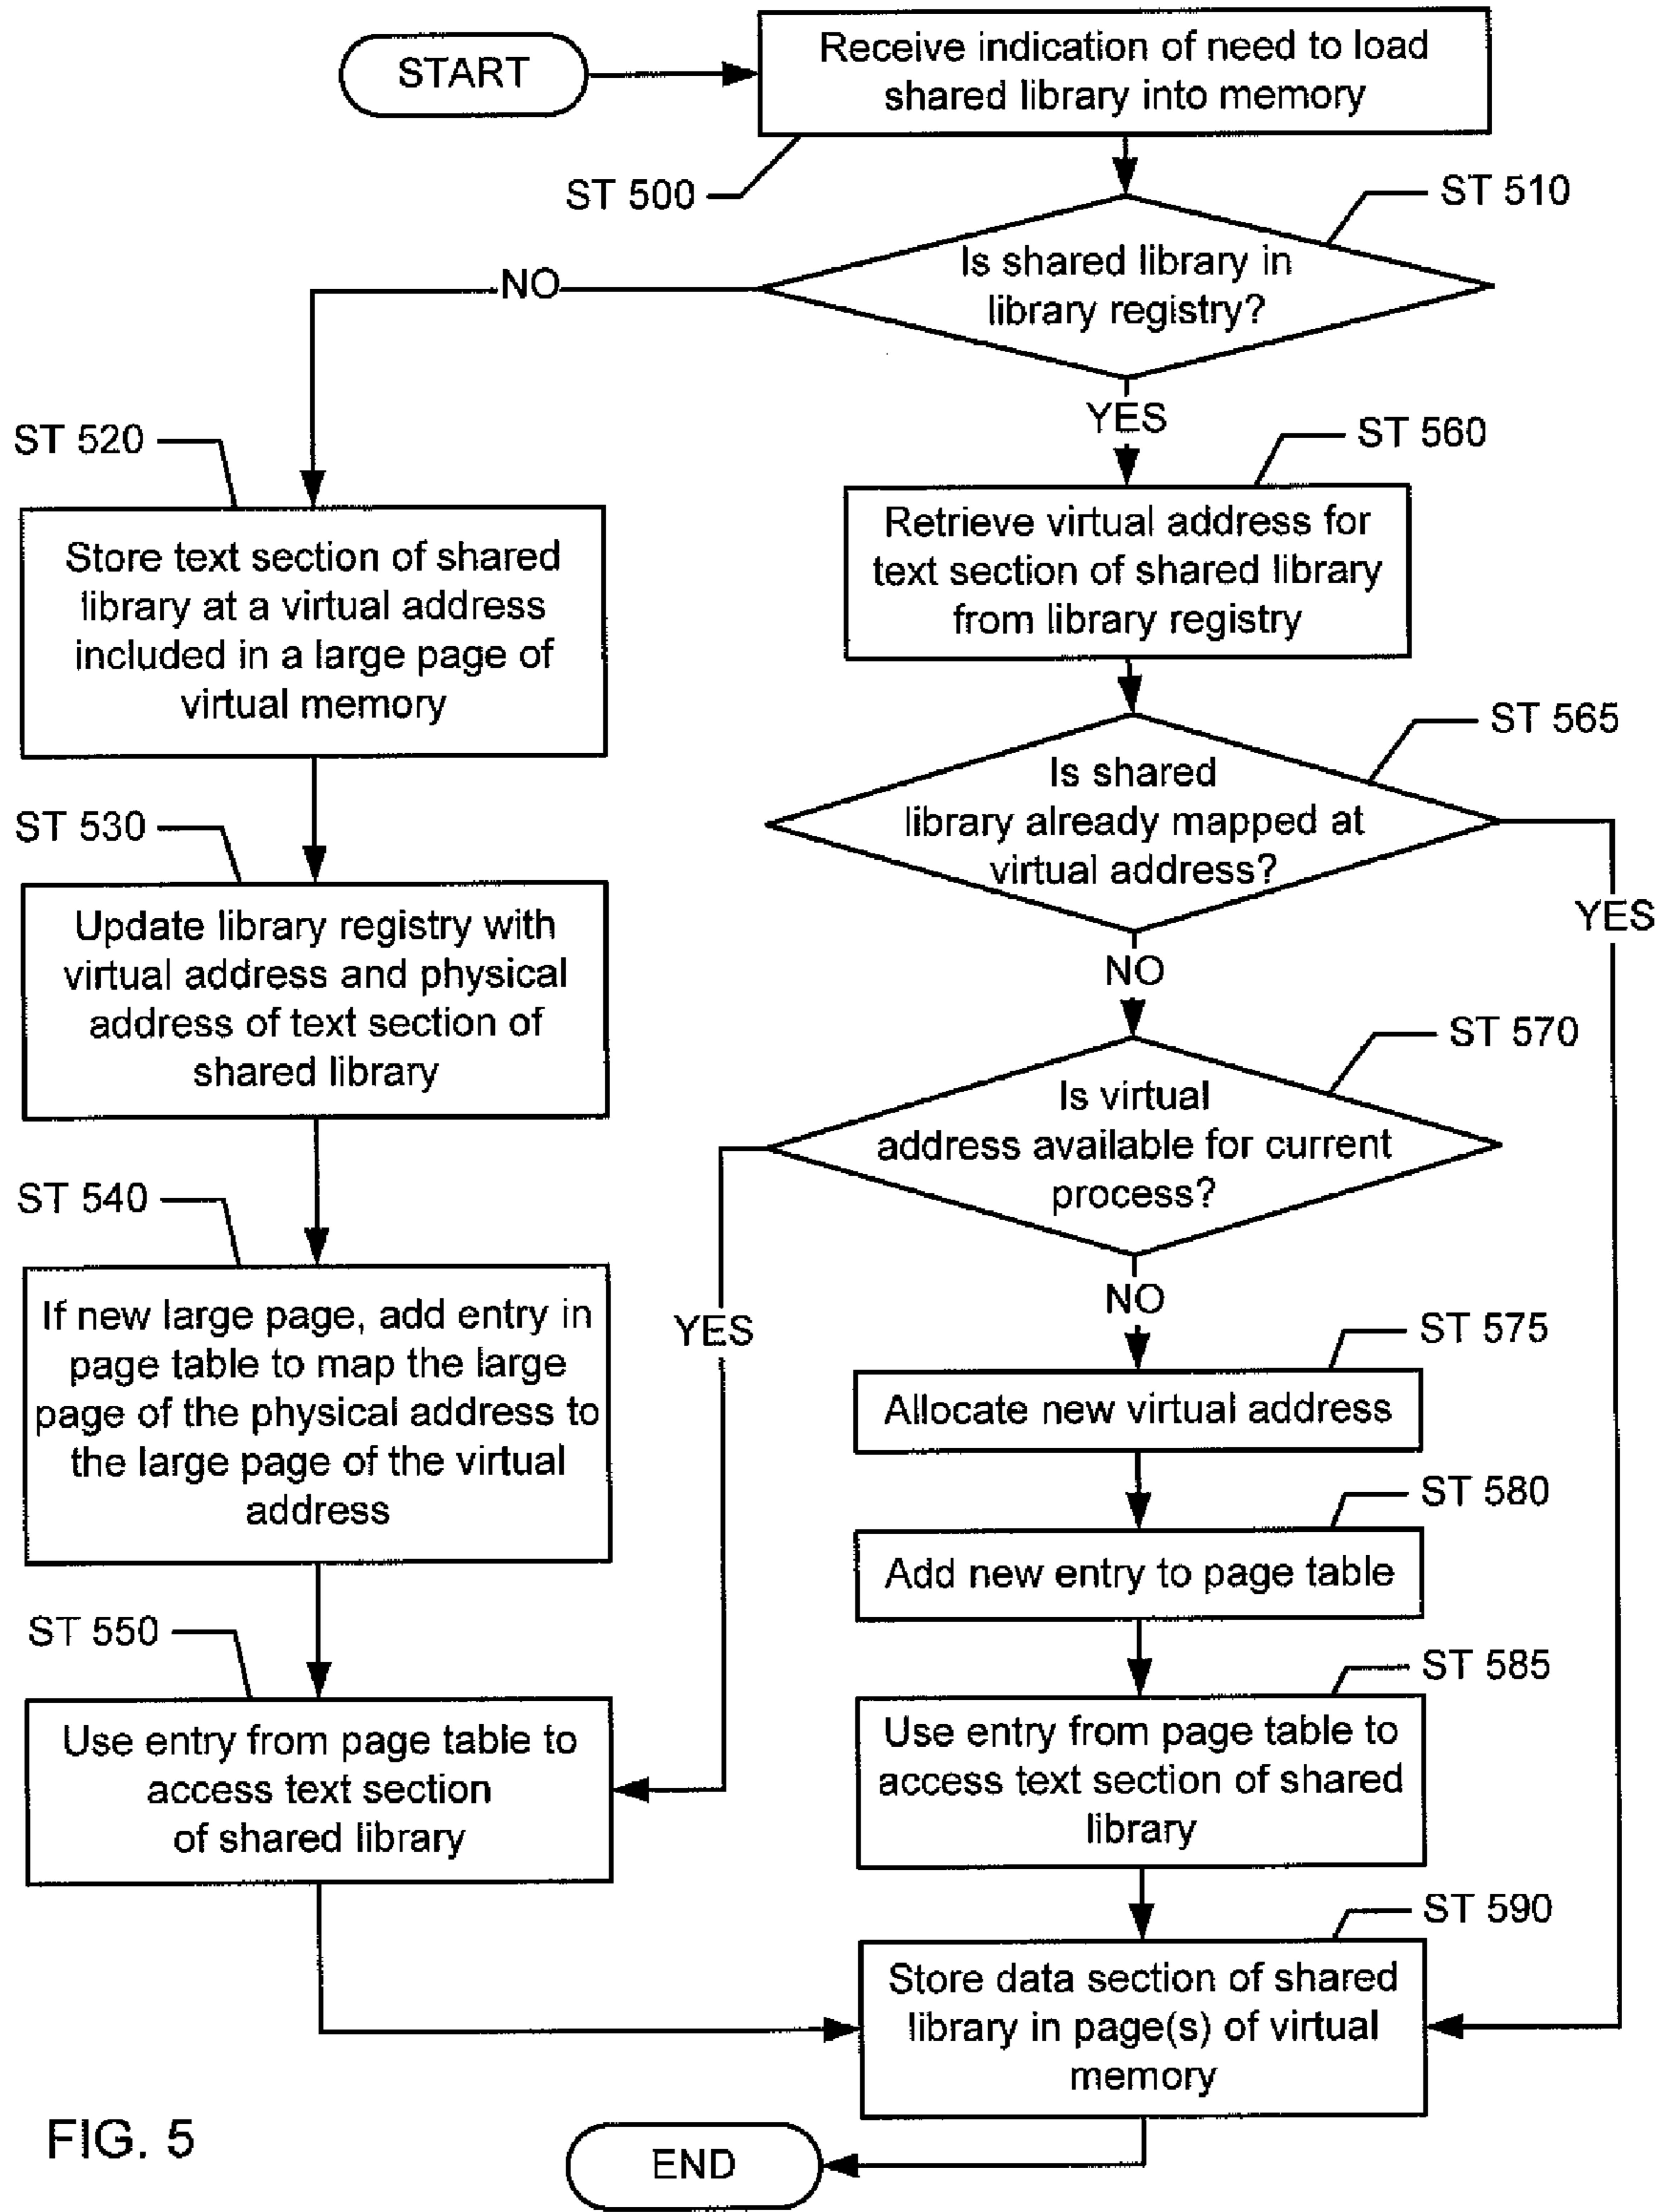 START
Receive indication of need to load
shared library into memory
ST 500
ST 510
Is shared library in
library registry?
NO
YES
ST 520
Store text section of shared
library at a virtual address
included in a large page of
virtual memory
ST 530
Update library registry with
virtual address and physical
address of text section of
shared library
ST 540
If new large page, add entry in
page table to map the large
page of the physical address to
the large page of the virtual
address
ST 550
Use entry from page table to
access text section
of shared library
ST 560
Retrieve virtual address for
text section of shared library
from library registry
ST 565
Is shared
library already mapped at
virtual address?
YES
NO
ST 570
Is virtual
address available for current
process?
YES
NO
ST 575
Allocate new virtual address
ST 580
Add new entry to page table
ST 585
Use entry from page table to
access text section of shared
library
ST 590
Store data section of shared
library in page(s) of virtual
memory
END
FIG. 5